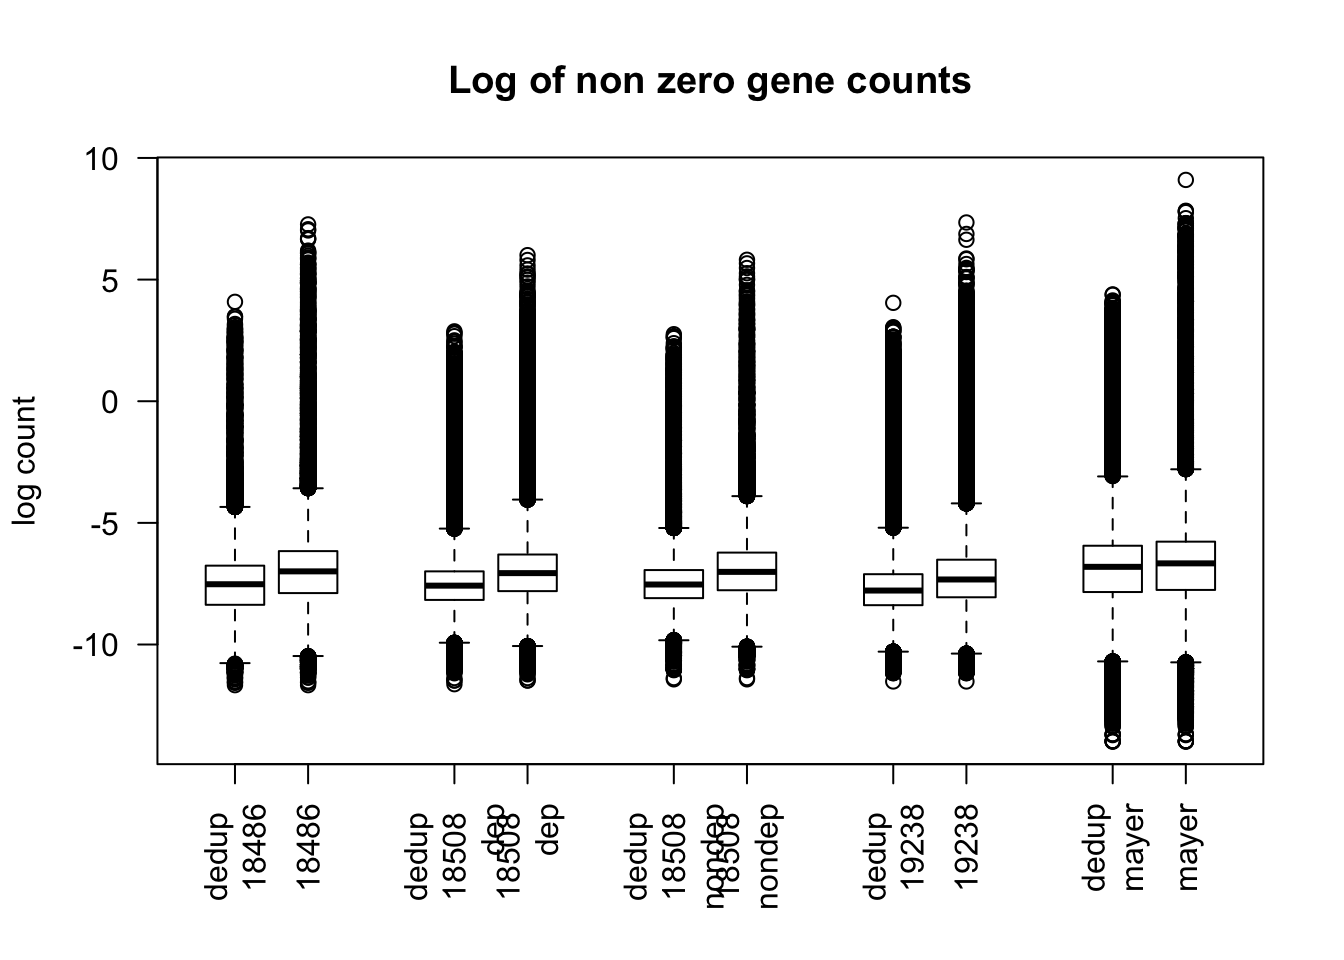 Log of non zero gene counts
log count
10
5
0
-5
-10
dedup
18486
18486
dedup
18508
dep
18508
dep
dedup
18508
nondep
18508
nondep
dedup
19238
19238
dedup
mayer
mayer